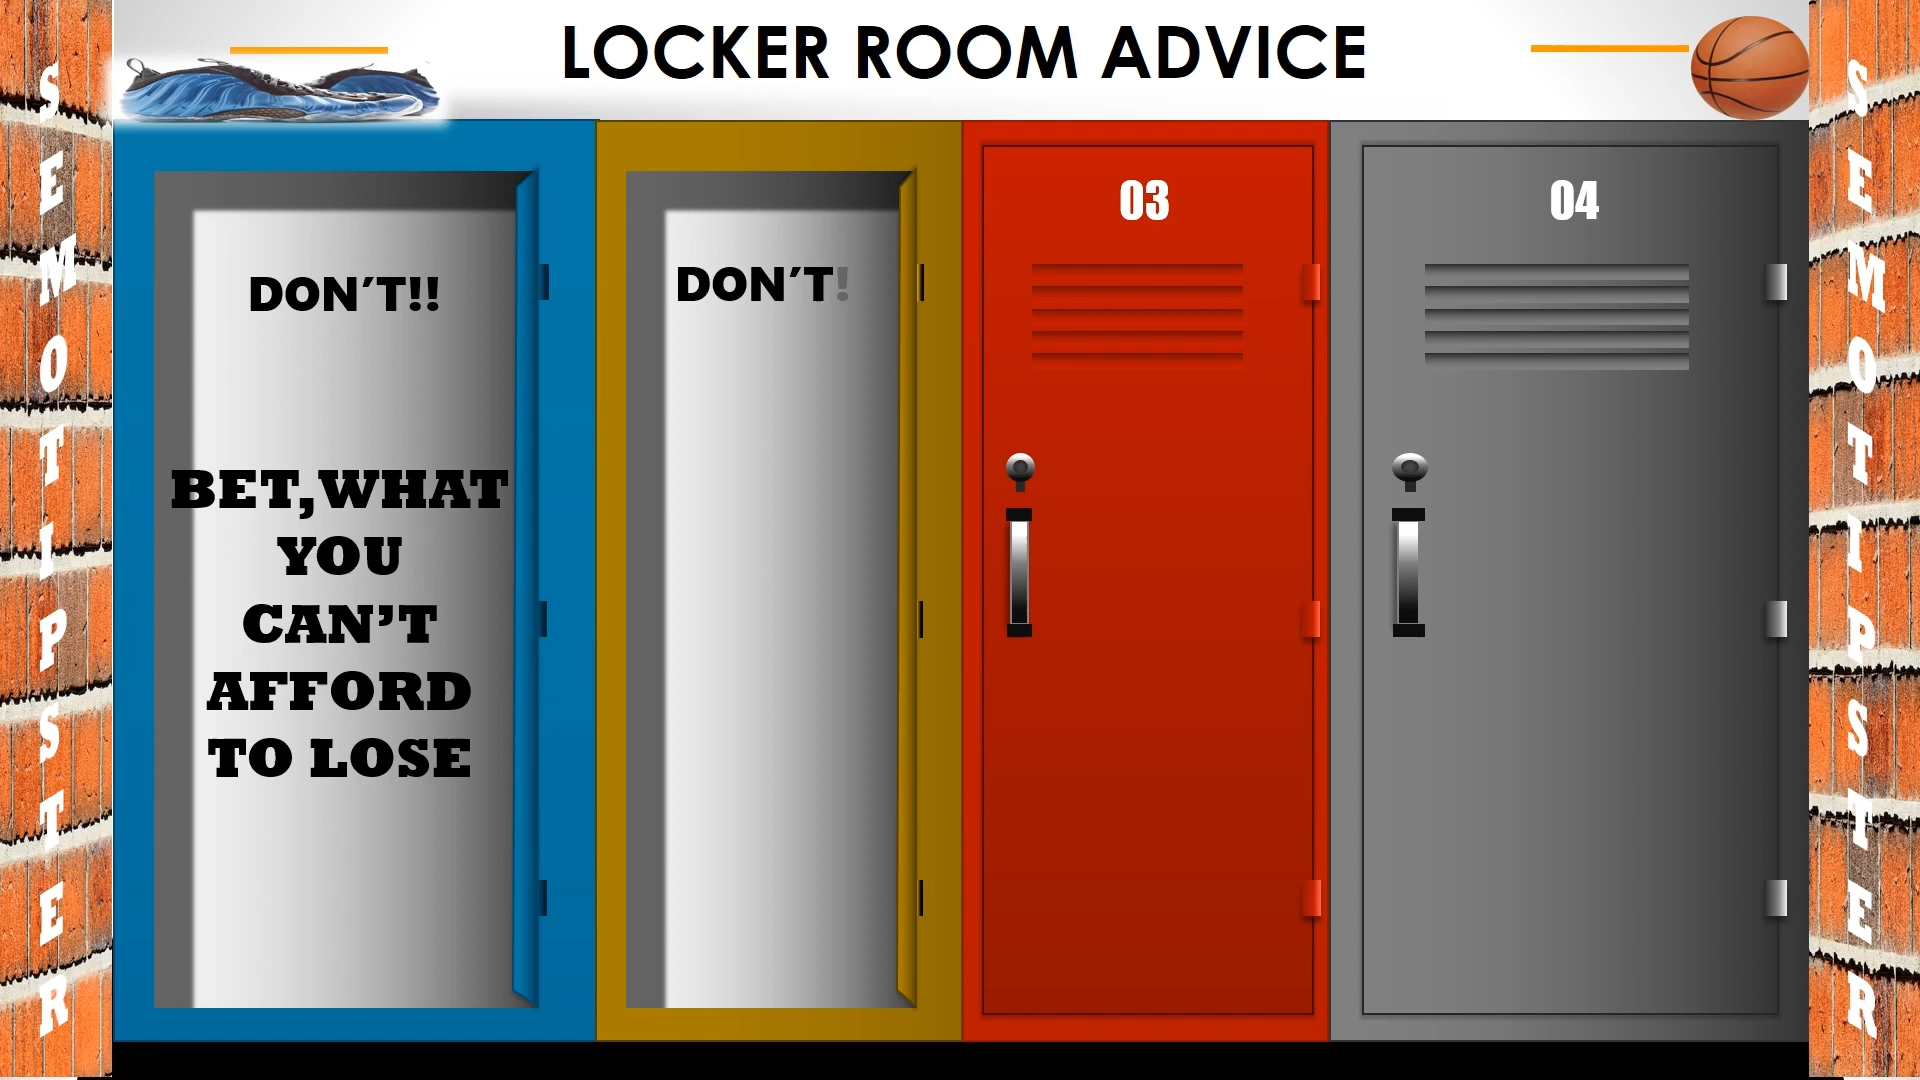 LOCKER ROOM ADVICE
SEMOTIPSTER
DON'T!!
BET,WHAT
YOU
CAN'T
AFFORD
TO LOSE
DON'T!
03
04
SEMOTIPSTER